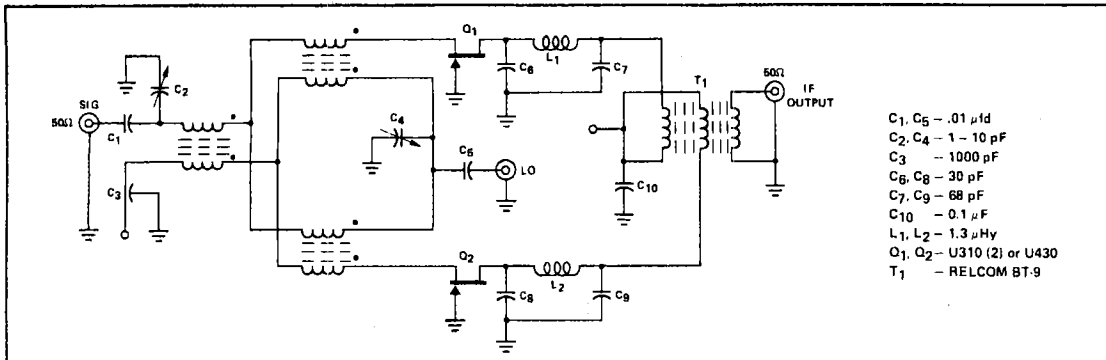 SIG
50Ω
C1
C2
C3
C4
C5
LO
Q1
C6
L1
C7
T1
50Ω
IF
OUTPUT
C10
Q2
C8
L2
C9
C1, C5 – .01 µfd
C2, C4 – 1 – 10 pF
C3 – 1000 pF
C6, C8 – 30 pF
C7, C9 – 68 pF
C10 – 0.1 µF
L1, L2 – 1.3 µHy
Q1, Q2 – U310 (2) or U430
T1 – RELCOM BT-9